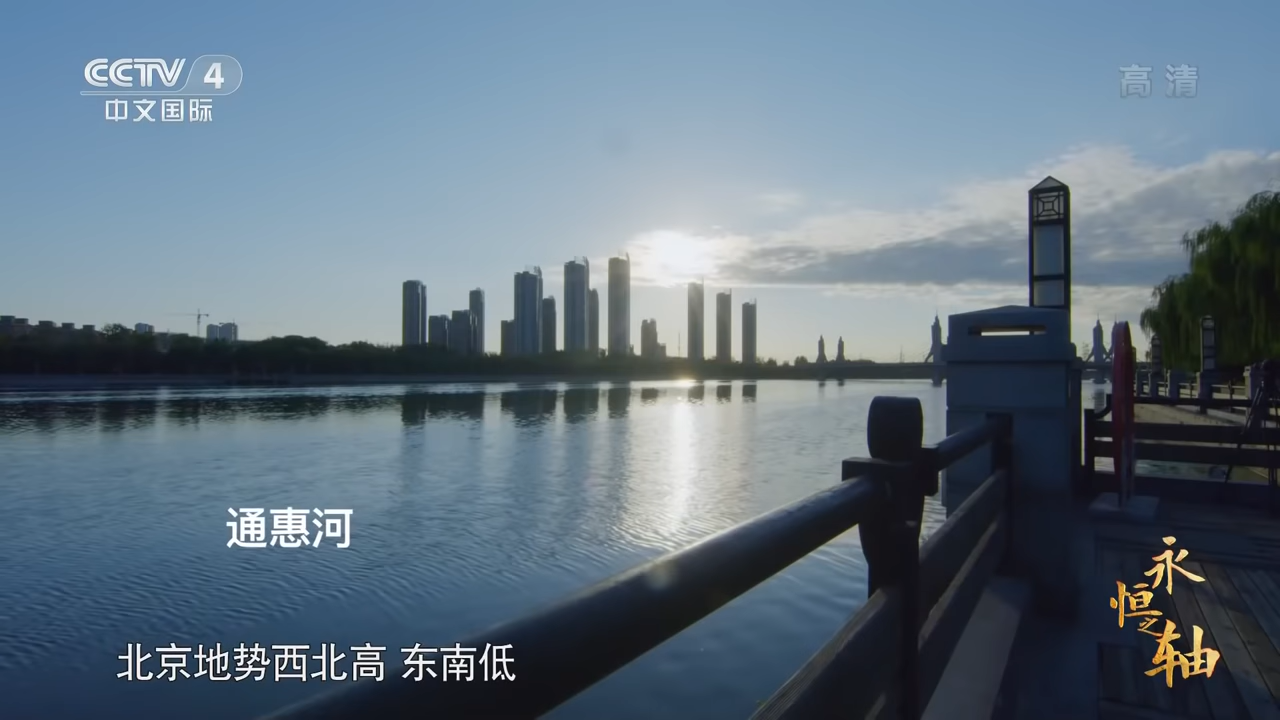 CCTV 4
中文国际
高清
通惠河
永恒之轴
北京地势西北高 东南低